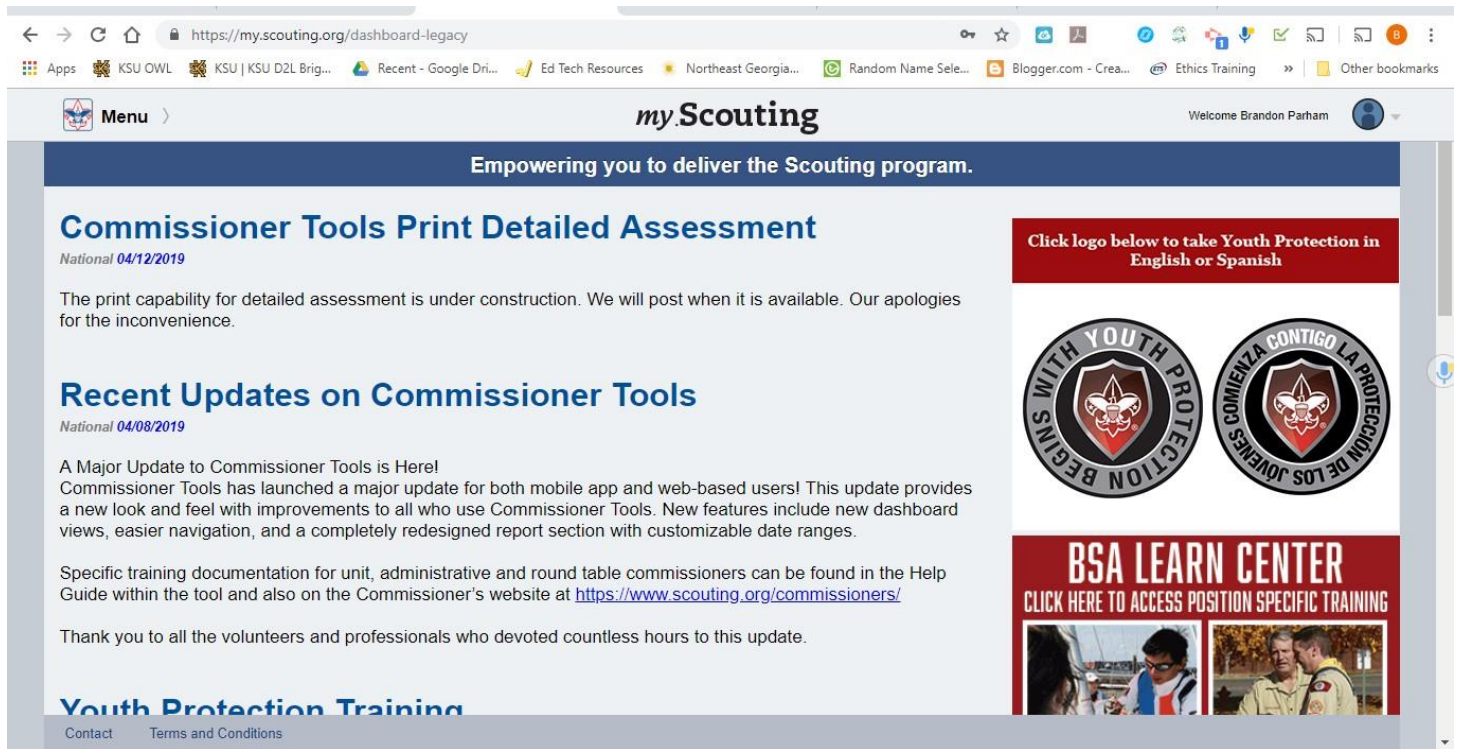 https://my.scouting.org/dashboard-legacy
1
B
Apps KSU OWL KSU | KSU D2L Brig... Recent - Google Dri... Ed Tech Resources Northeast Georgia... Random Name Sele... Blogger.com - Crea... Ethics Training » Other bookmarks
Menu
my.Scouting
Welcome Brandon Parham
Empowering you to deliver the Scouting program.
Commissioner Tools Print Detailed Assessment
National 04/12/2019
The print capability for detailed assessment is under construction. We will post when it is available. Our apologies
for the inconvenience.
Recent Updates on Commissioner Tools
National 04/08/2019
A Major Update to Commissioner Tools is Here!
Commissioner Tools has launched a major update for both mobile app and web-based users! This update provides
a new look and feel with improvements to all who use Commissioner Tools. New features include new dashboard
views, easier navigation, and a completely redesigned report section with customizable date ranges.
Specific training documentation for unit, administrative and round table commissioners can be found in the Help
Guide within the tool and also on the Commissioner's website at https://www.scouting.org/commissioners/
Thank you to all the volunteers and professionals who devoted countless hours to this update.
Youth Protection Training
Click logo below to take Youth Protection in
English or Spanish
YOUTH PROTECTION BEGINS WITH
COMIENZA CONTIGO LA PROTECCIÓN DE LOS JÓVENES
BSA LEARN CENTER
CLICK HERE TO ACCESS POSITION SPECIFIC TRAINING
Contact Terms and Conditions